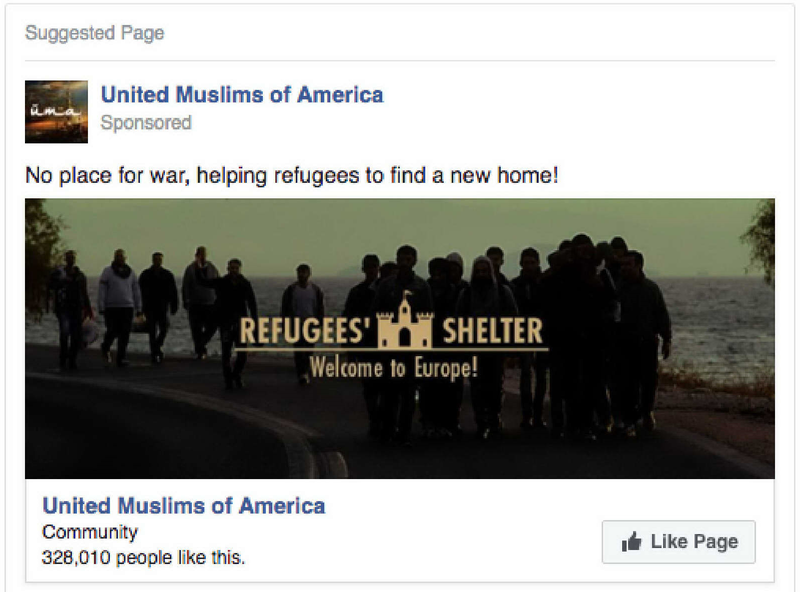 Suggested Page
ūma
United Muslims of America
Sponsored
No place for war, helping refugees to find a new home!
REFUGEES' SHELTER
Welcome to Europe!
United Muslims of America
Community
328,010 people like this.
Like Page